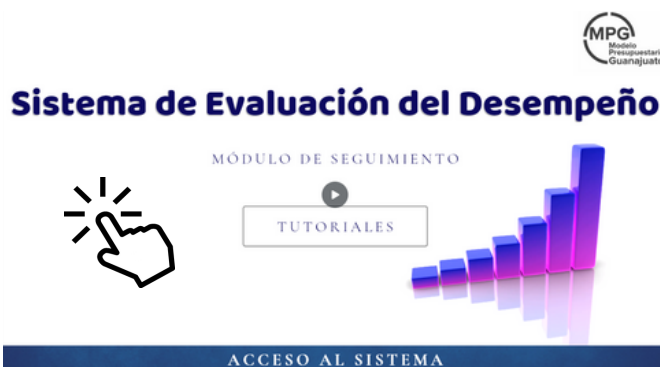 MPG
Modelo
Presupuestario
Guanajuato
Sistema de Evaluación del Desempeño
MÓDULO DE SEGUIMIENTO
TUTORIALES
ACCESO AL SISTEMA